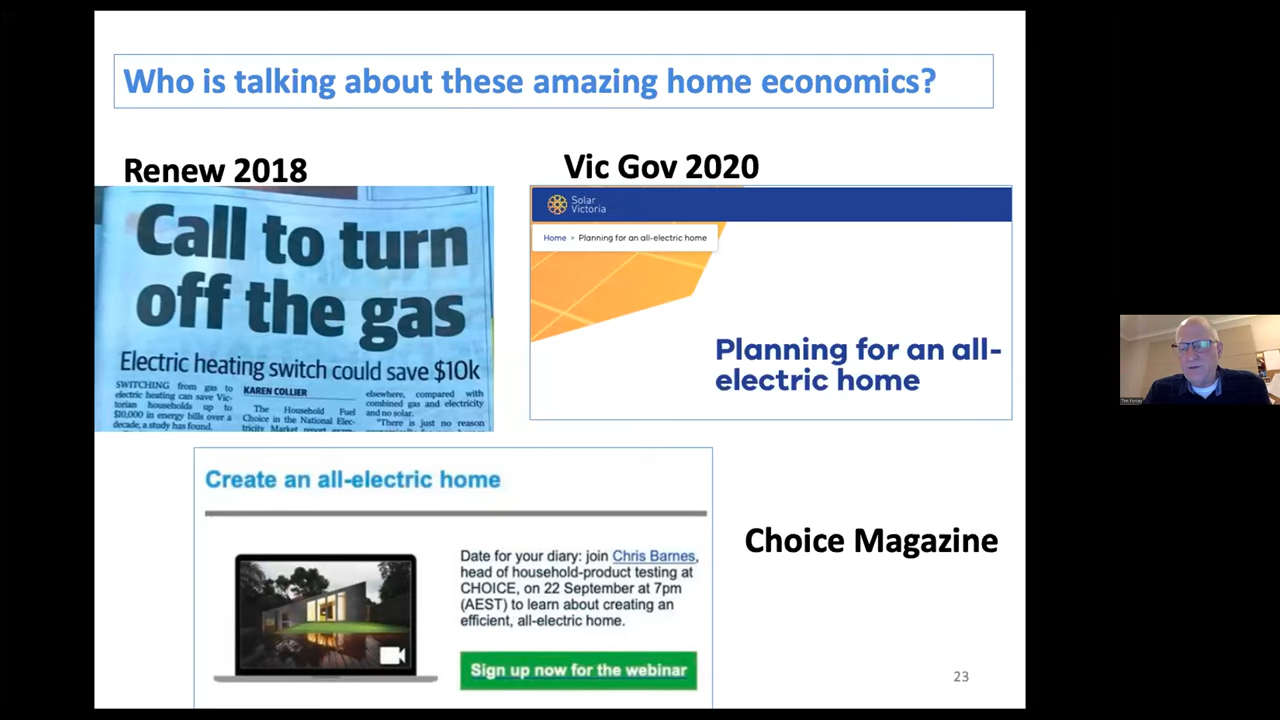 Who is talking about these amazing home economics?
Renew 2018
Vic Gov 2020
Call to turn
off the gas
Electric heating switch could save $10k
SWITCHING from gas to
electric heating can save Vic-
torian households up to
$10,000 in energy bills over a
decade, a study has found.
KAREN COLLIER
The Household Fuel
Choice in the National Elec-
tricity Market report
elsewhere, compared with
combined gas and electricity
and no solar.
"There is just no reason
Solar
Victoria
Home > Planning for an all-electric home
Planning for an all-
electric home
Create an all-electric home
Date for your diary: join Chris Barnes,
head of household-product testing at
CHOICE, on 22 September at 7pm
(AEST) to learn about creating an
efficient, all-electric home.
Sign up now for the webinar
Choice Magazine
23